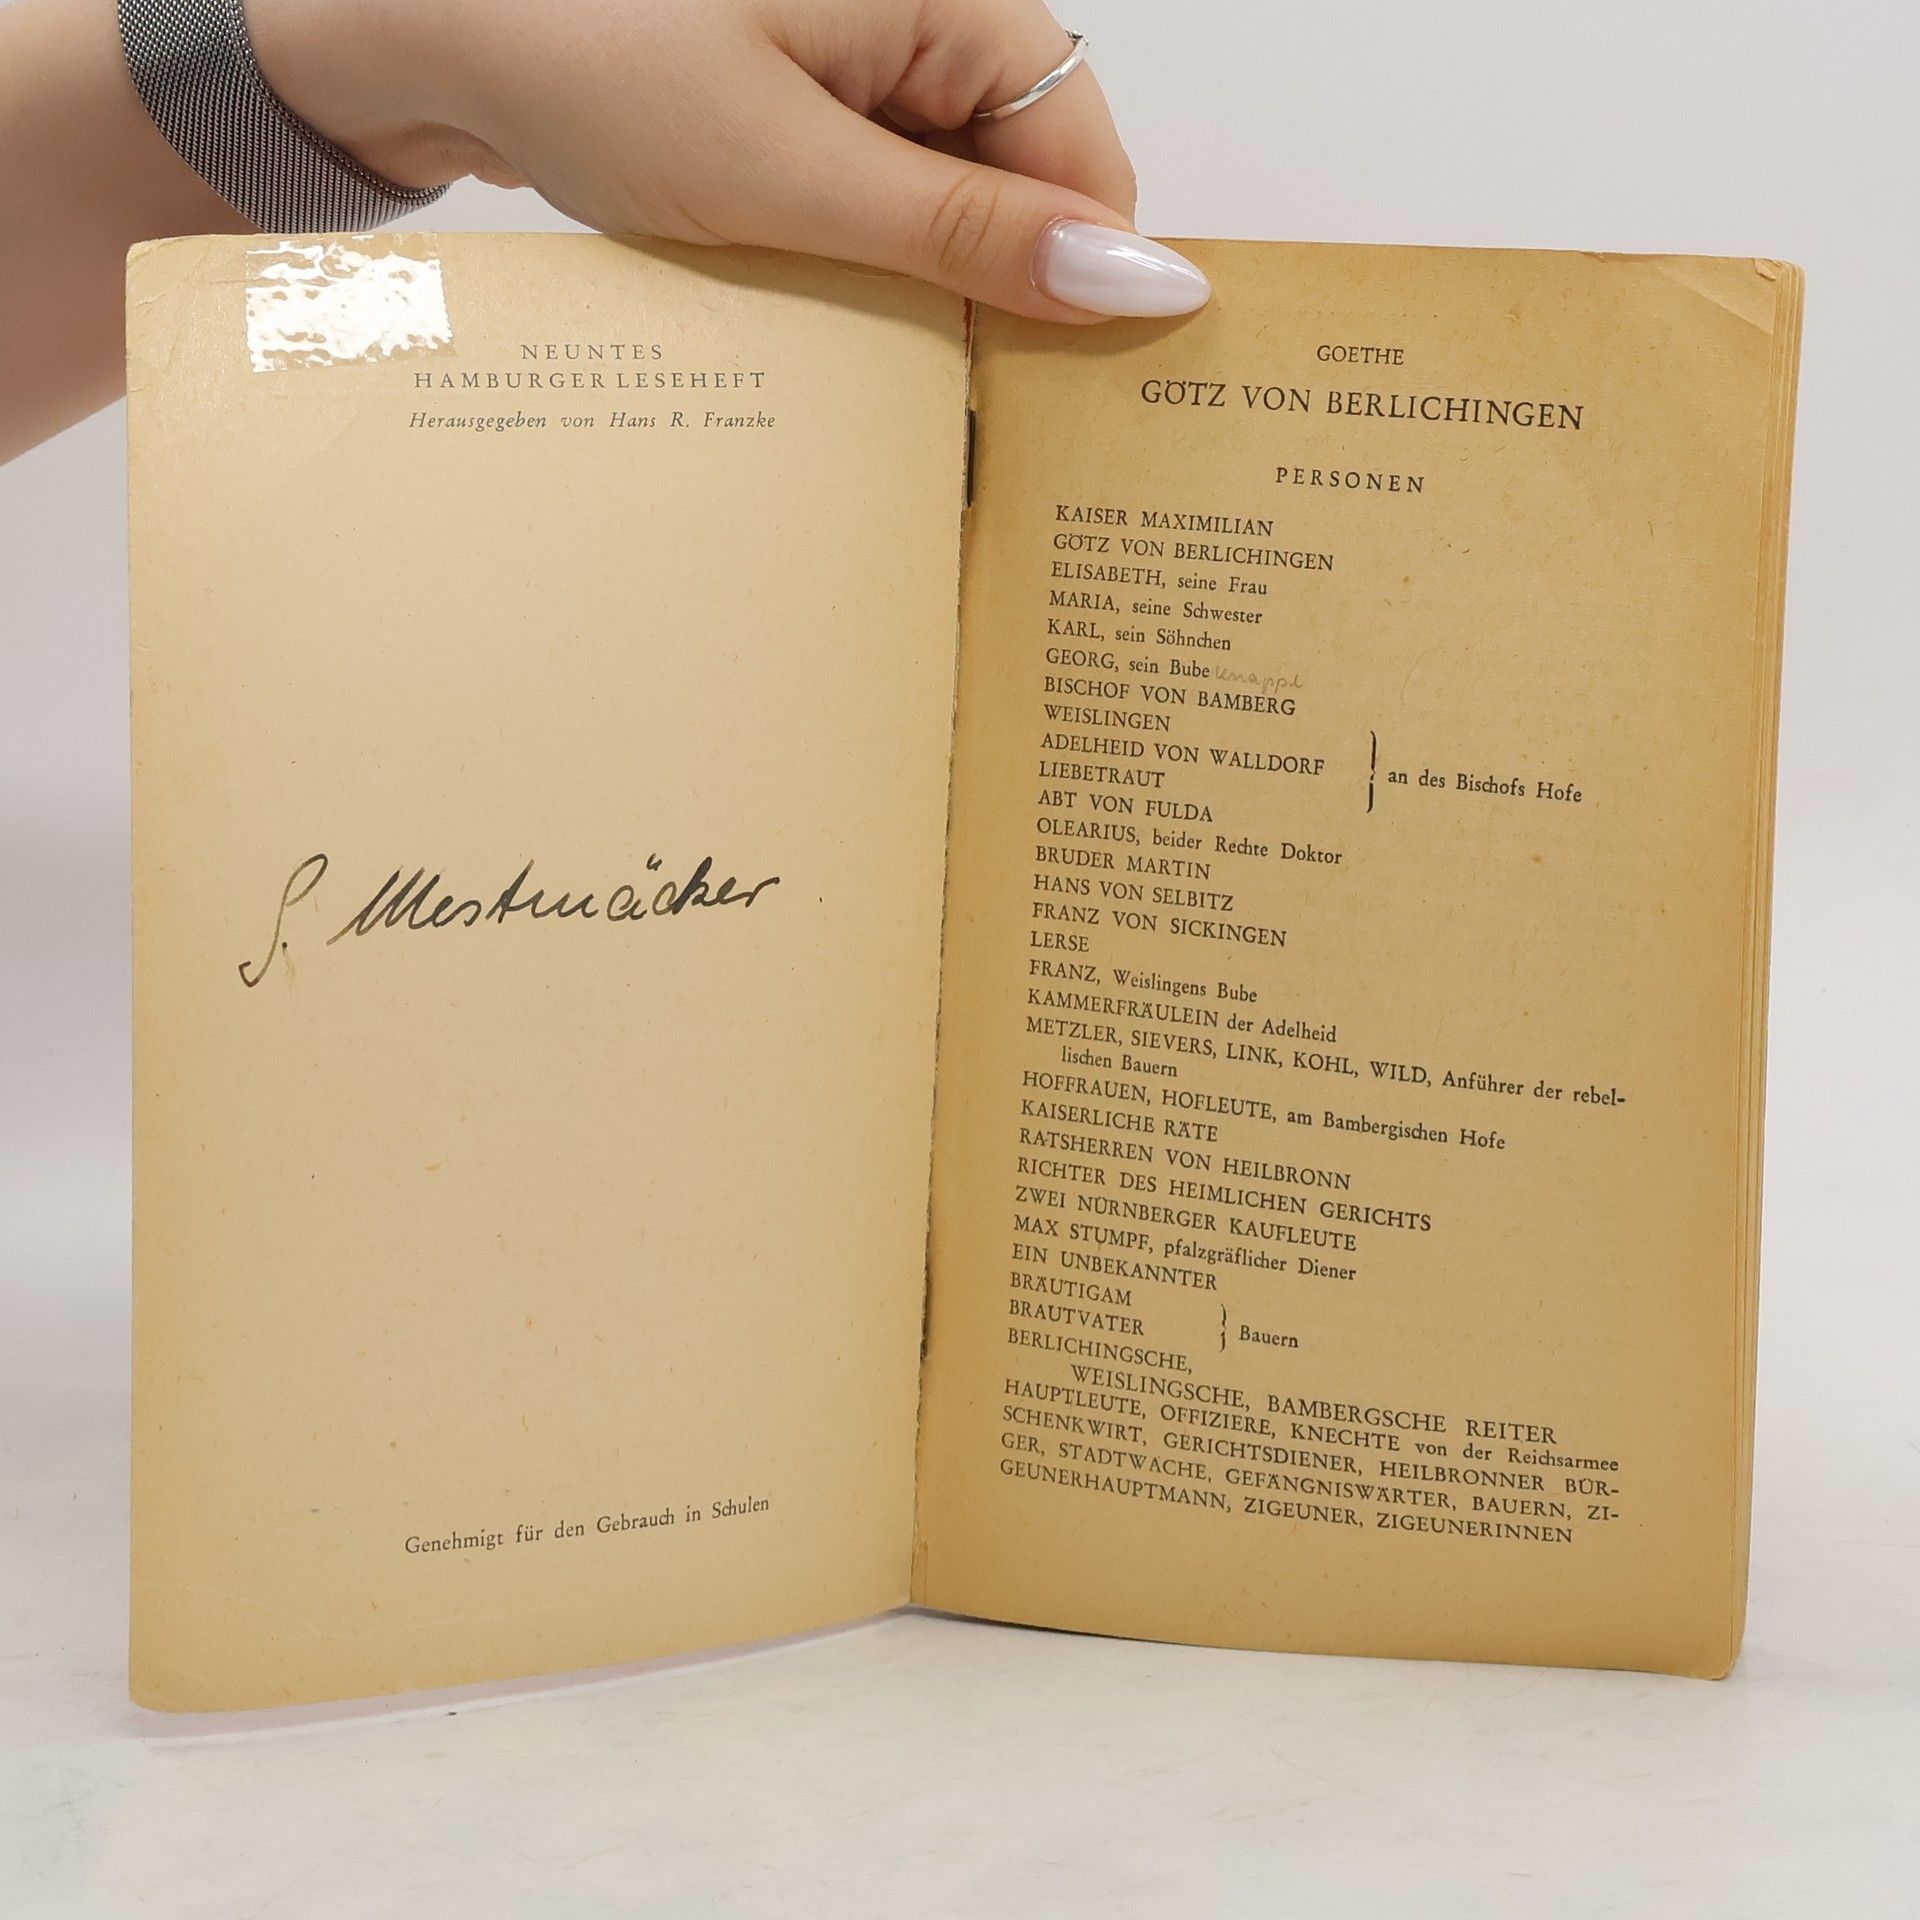 NEUNTES
HAMBURGER LESEHEFT
Herausgegeben von Hans R. Franzke
S. Mestmäcker
Genehmigt für den Gebrauch in Schulen
GOETHE
GÖTZ VON BERLICHINGEN
PERSONEN
KAISER MAXIMILIAN
GÖTZ VON BERLICHINGEN
ELISABETH, seine Frau
MARIA, seine Schwester
KARL, sein Söhnchen
GEORG, sein Bube
BISCHOF VON BAMBERG
WEISLINGEN
ADELHEID VON WALLDORF
LIEBETRAUT
an des Bischofs Hofe
ABT VON FULDA
OLEARIUS, beider Rechte Doktor
BRUDER MARTIN
HANS VON SELBITZ
FRANZ VON SICKINGEN
LERSE
FRANZ, Weislingens Bube
KAMMERFRÄULEIN der Adelheid
METZLER, SIEVERS, LINK, KOHL, WILD, Anführer der rebel-
lischen Bauern
HOFFRAUEN, HOFLEUTE, am Bambergischen Hofe
KAISERLICHE RÄTE
RATSHERREN VON HEILBRONN
RICHTER DES HEIMLICHEN GERICHTS
ZWEI NÜRNBERGER KAUFLEUTE
MAX STUMPF, pfalzgräflicher Diener
EIN UNBEKANNTER
BRÄUTIGAM
BRAUTVATER
Bauern
BERLICHINGSCHE,
WEISLINGSCHE, BAMBERGSCHE REITER
HAUPTLEUTE, OFFIZIERE, KNECHTE von der Reichsarmee
SCHENKWIRT, GERICHTSDIENER, HEILBRONNER BÜR-
GER, STADTWACHE, GEFÄNGNISWÄRTER, BAUERN, ZI-
GEUNERHAUPTMANN, ZIGEUNER, ZIGEUNERINNEN